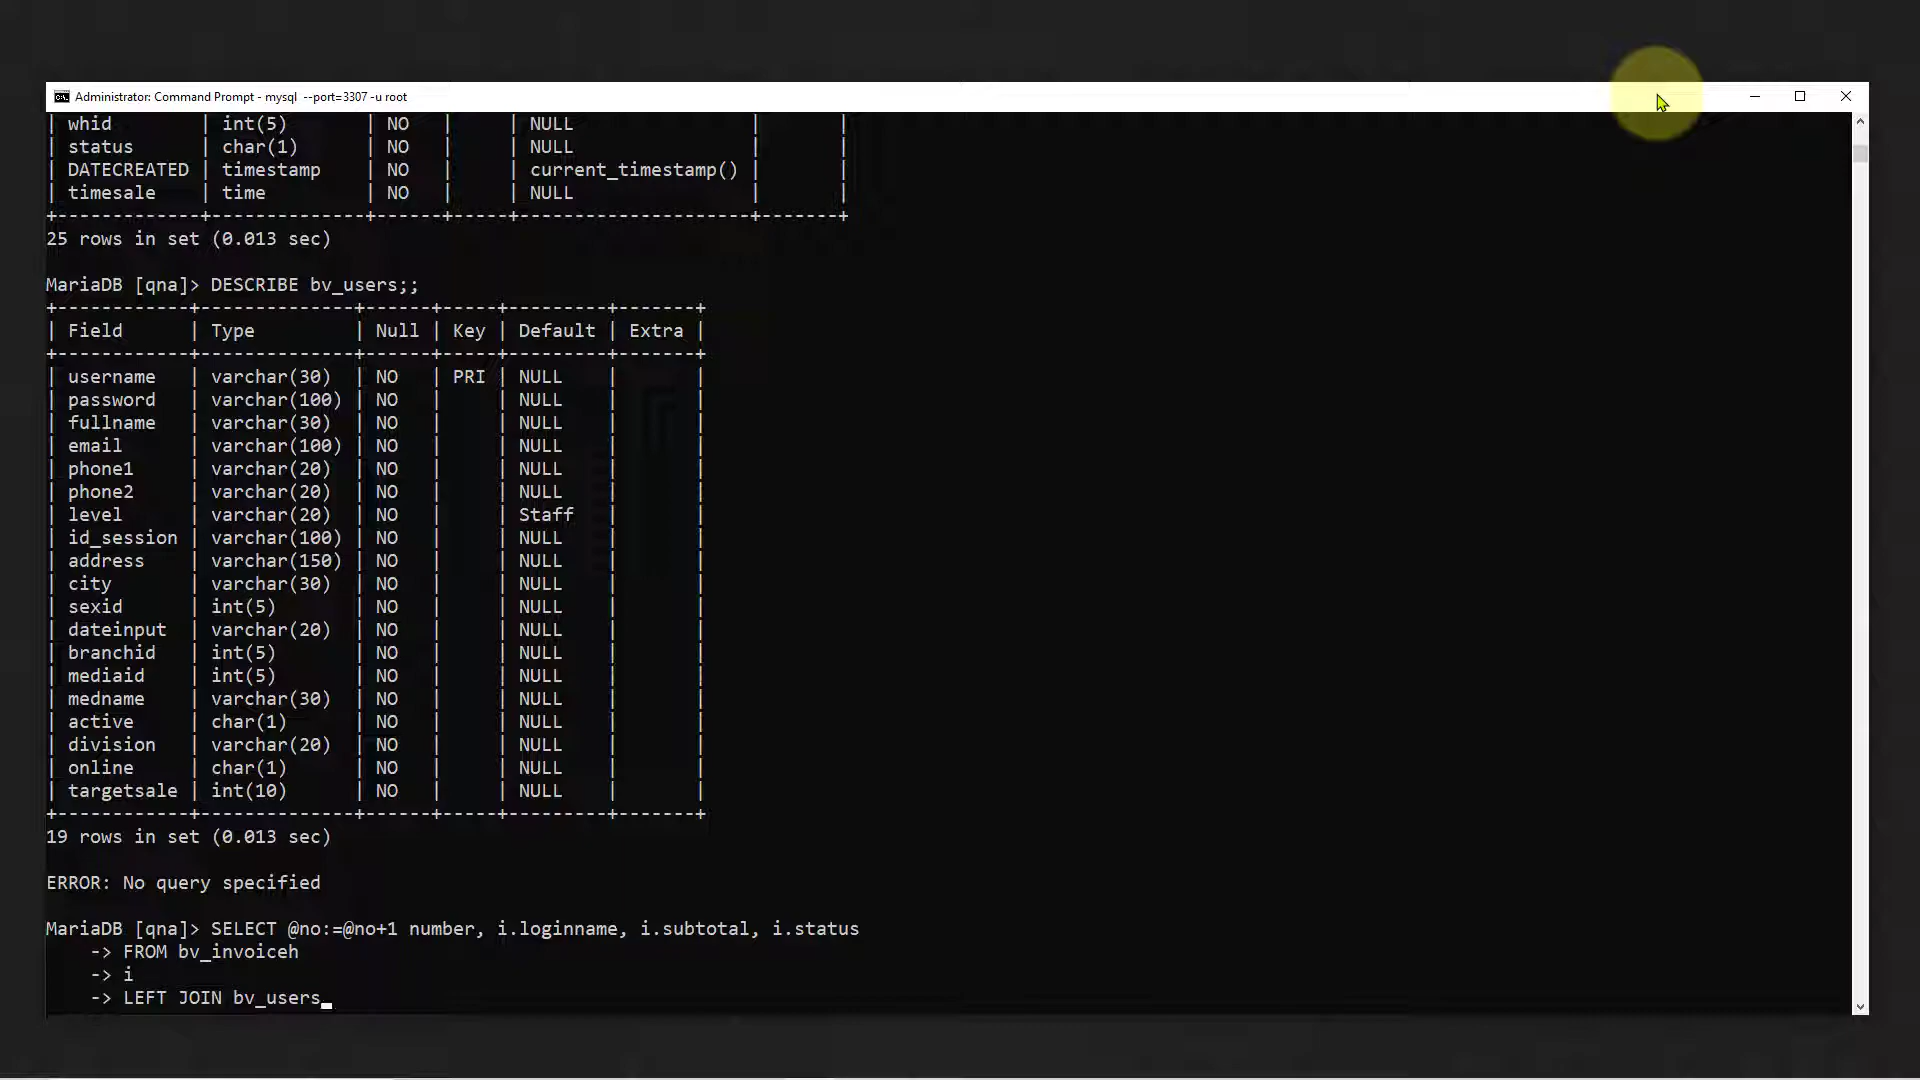 Administrator: Command Prompt - mysql  --port=3307 -u root
| whid        | int(5)       | NO   |     | NULL                |       |
| status      | char(1)      | NO   |     | NULL                |       |
| DATECREATED | timestamp    | NO   |     | current_timestamp() |       |
| timesale    | time         | NO   |     | NULL                |       |
+-------------+--------------+------+-----+---------------------+-------+
25 rows in set (0.013 sec)
MariaDB [qna]> DESCRIBE bv_users;;
+------------+--------------+------+-----+---------+-------+
| Field      | Type         | Null | Key | Default | Extra |
+------------+--------------+------+-----+---------+-------+
| username   | varchar(30)  | NO   | PRI | NULL    |       |
| password   | varchar(100) | NO   |     | NULL    |       |
| fullname   | varchar(30)  | NO   |     | NULL    |       |
| email      | varchar(100) | NO   |     | NULL    |       |
| phone1     | varchar(20)  | NO   |     | NULL    |       |
| phone2     | varchar(20)  | NO   |     | NULL    |       |
| level      | varchar(20)  | NO   |     | Staff   |       |
| id_session | varchar(100) | NO   |     | NULL    |       |
| address    | varchar(150) | NO   |     | NULL    |       |
| city       | varchar(30)  | NO   |     | NULL    |       |
| sexid      | int(5)       | NO   |     | NULL    |       |
| dateinput  | varchar(20)  | NO   |     | NULL    |       |
| branchid   | int(5)       | NO   |     | NULL    |       |
| mediaid    | int(5)       | NO   |     | NULL    |       |
| medname    | varchar(30)  | NO   |     | NULL    |       |
| active     | char(1)      | NO   |     | NULL    |       |
| division   | varchar(20)  | NO   |     | NULL    |       |
| online     | char(1)      | NO   |     | NULL    |       |
| targetsale | int(10)      | NO   |     | NULL    |       |
+------------+--------------+------+-----+---------+-------+
19 rows in set (0.013 sec)
ERROR: No query specified
MariaDB [qna]> SELECT @no:=@no+1 number, i.loginname, i.subtotal, i.status
    -> FROM bv_invoiceh
    -> i
    -> LEFT JOIN bv_users